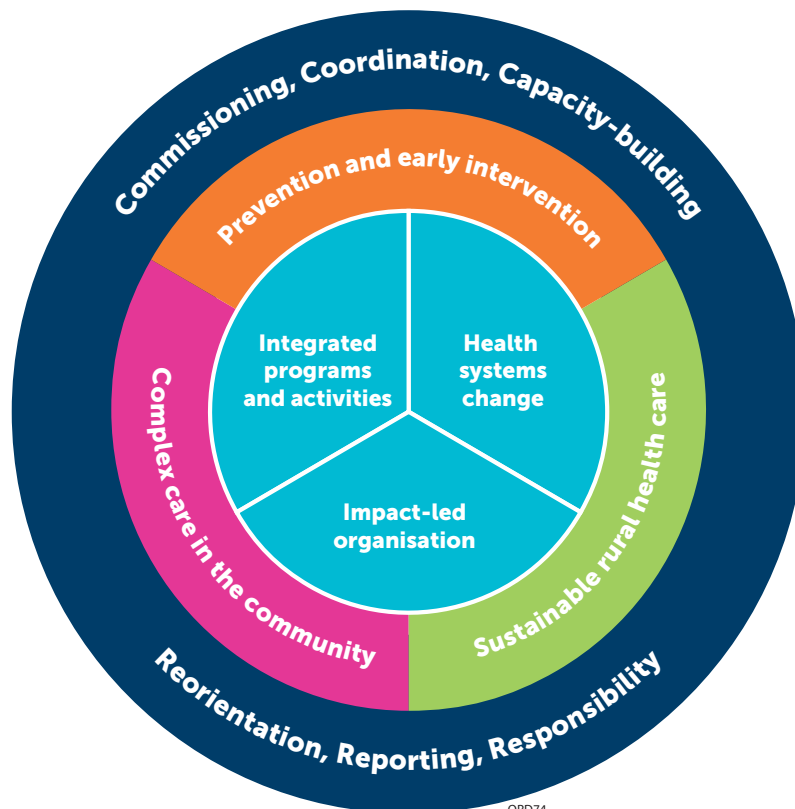 Commissioning, Coordination, Capacity-building
Prevention and early intervention
Integrated
programs
and activities
Health
systems
change
Impact-led
organisation
Complex care in the community
Sustainable rural health care
Reorientation, Reporting, Responsibility